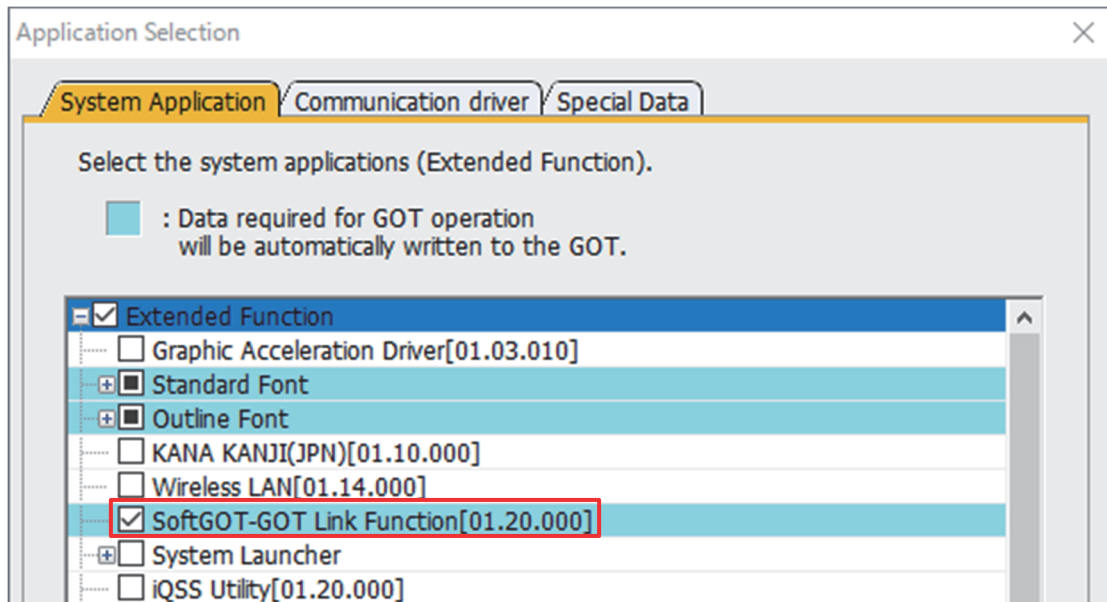 Application Selection
System Application
Communication driver
Special Data
Select the system applications (Extended Function).
: Data required for GOT operation
will be automatically written to the GOT.
Extended Function
Graphic Acceleration Driver[01.03.010]
Standard Font
Outline Font
KANA KANJI(JPN)[01.10.000]
Wireless LAN[01.14.000]
SoftGOT-GOT Link Function[01.20.000]
System Launcher
iQSS Utility[01.20.000]